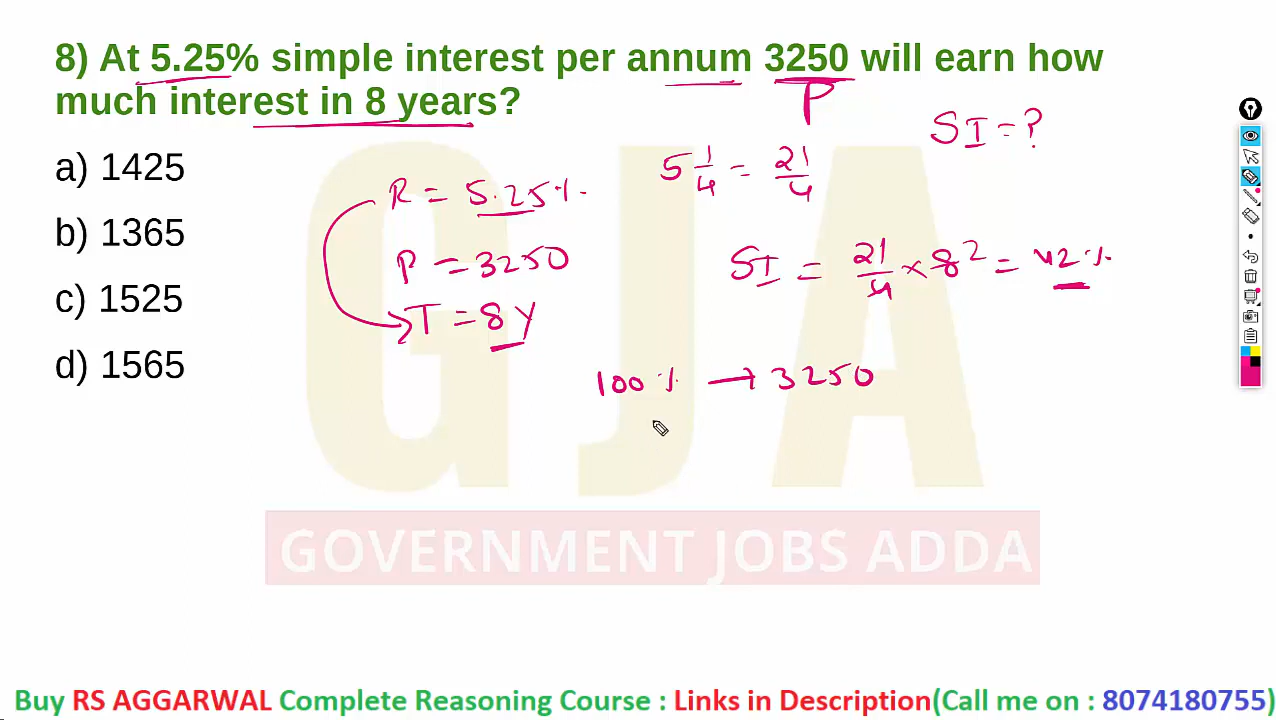 8) At 5.25% simple interest per annum 3250 will earn how
much interest in 8 years?
P
SI = ?
a) 1425
5 1/4 = 21/4
R = 5.25%
b) 1365
P = 3250
SI = 21/4 × 8 2 = 42%
c) 1525
T = 8 Y
d) 1565
100% → 3250
GJA
GOVERNMENT JOBS ADDA
Buy RS AGGARWAL Complete Reasoning Course : Links in Description(Call me on : 8074180755)